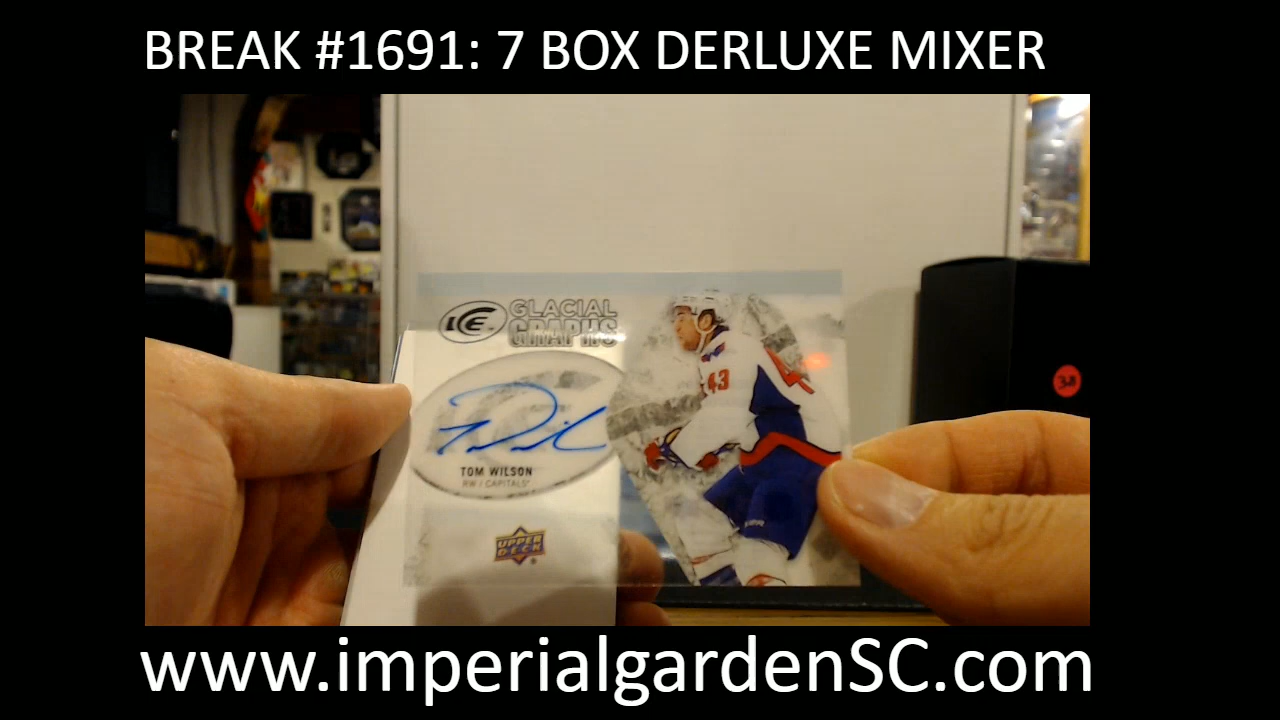 BREAK #1691: 7 BOX DERLUXE MIXER
ICE GLACIAL
GRAPHS
43
38
TOM WILSON
RW / CAPITALS
UPPER
DECK
www.imperialgardenSC.com